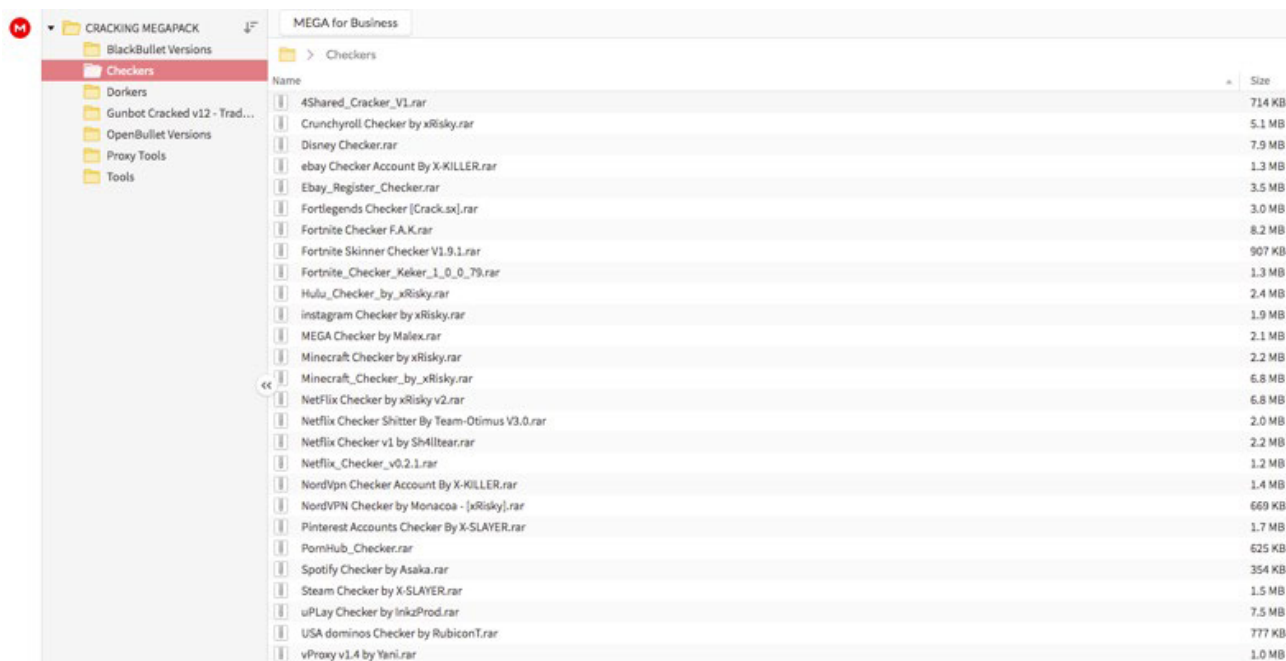 M
CRACKING MEGAPACK
BlackBullet Versions
Checkers
Dorkers
Gunbot Cracked v12 - Trad...
OpenBullet Versions
Proxy Tools
Tools
MEGA for Business
> Checkers
Name Size
4Shared_Cracker_V1.rar 714 KB
Crunchyroll Checker by xRisky.rar 5.1 MB
Disney Checker.rar 7.9 MB
ebay Checker Account By X-KILLER.rar 1.3 MB
Ebay_Register_Checker.rar 3.5 MB
Fortlegends Checker [Crack.sx].rar 3.0 MB
Fortnite Checker F.A.K.rar 8.2 MB
Fortnite Skinner Checker V1.9.1.rar 907 KB
Fortnite_Checker_Keker_1_0_0_79.rar 1.3 MB
Hulu_Checker_by_xRisky.rar 2.4 MB
instagram Checker by xRisky.rar 1.9 MB
MEGA Checker by Malex.rar 2.1 MB
Minecraft Checker by xRisky.rar 2.2 MB
Minecraft_Checker_by_xRisky.rar 6.8 MB
NetFlix Checker by xRisky v2.rar 6.8 MB
Netflix Checker Shitter By Team-Otimus V3.0.rar 2.0 MB
Netflix Checker v1 by Sh4lltear.rar 2.2 MB
Netflix_Checker_v0.2.1.rar 1.2 MB
NordVpn Checker Account By X-KILLER.rar 1.4 MB
NordVPN Checker by Monacoa - [xRisky].rar 669 KB
Pinterest Accounts Checker By X-SLAYER.rar 1.7 MB
PornHub_Checker.rar 625 KB
Spotify Checker by Asaka.rar 354 KB
Steam Checker by X-SLAYER.rar 1.5 MB
uPLay Checker by InkzProd.rar 7.5 MB
USA dominos Checker by RubiconT.rar 777 KB
vProxy v1.4 by Yani.rar 1.0 MB